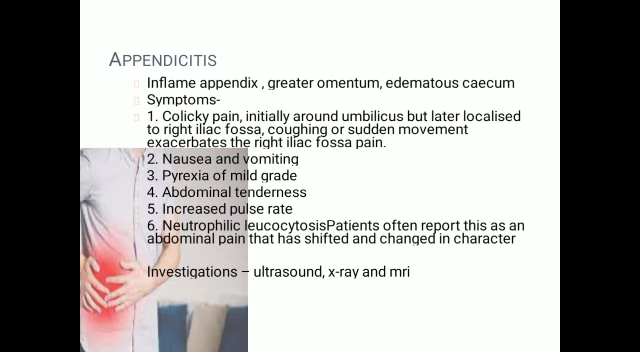 APPENDICITIS
Inflame appendix , greater omentum, edematous caecum
Symptoms-
1. Colicky pain, initially around umbilicus but later localised
to right iliac fossa, coughing or sudden movement
exacerbates the right iliac fossa pain.
2. Nausea and vomiting
3. Pyrexia of mild grade
4. Abdominal tenderness
5. Increased pulse rate
6. Neutrophilic leucocytosisPatients often report this as an
abdominal pain that has shifted and changed in character
Investigations – ultrasound, x-ray and mri